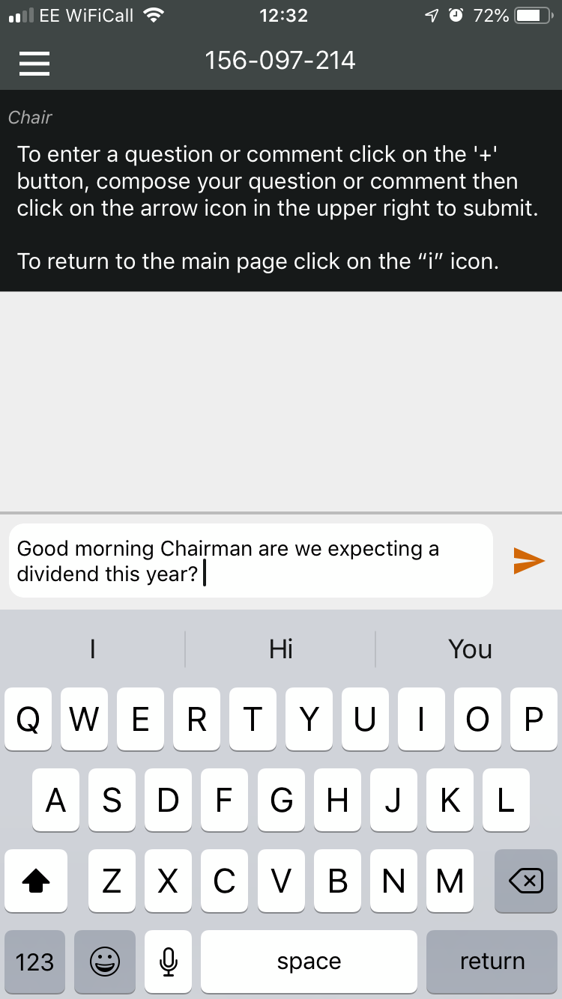 EE WiFiCall 12:32 72%
156-097-214
Chair
To enter a question or comment click on the '+'
button, compose your question or comment then
click on the arrow icon in the upper right to submit.
To return to the main page click on the “i” icon.
Good morning Chairman are we expecting a
dividend this year?
I Hi You
Q W E R T Y U I O P
A S D F G H J K L
Z X C V B N M
123 space return